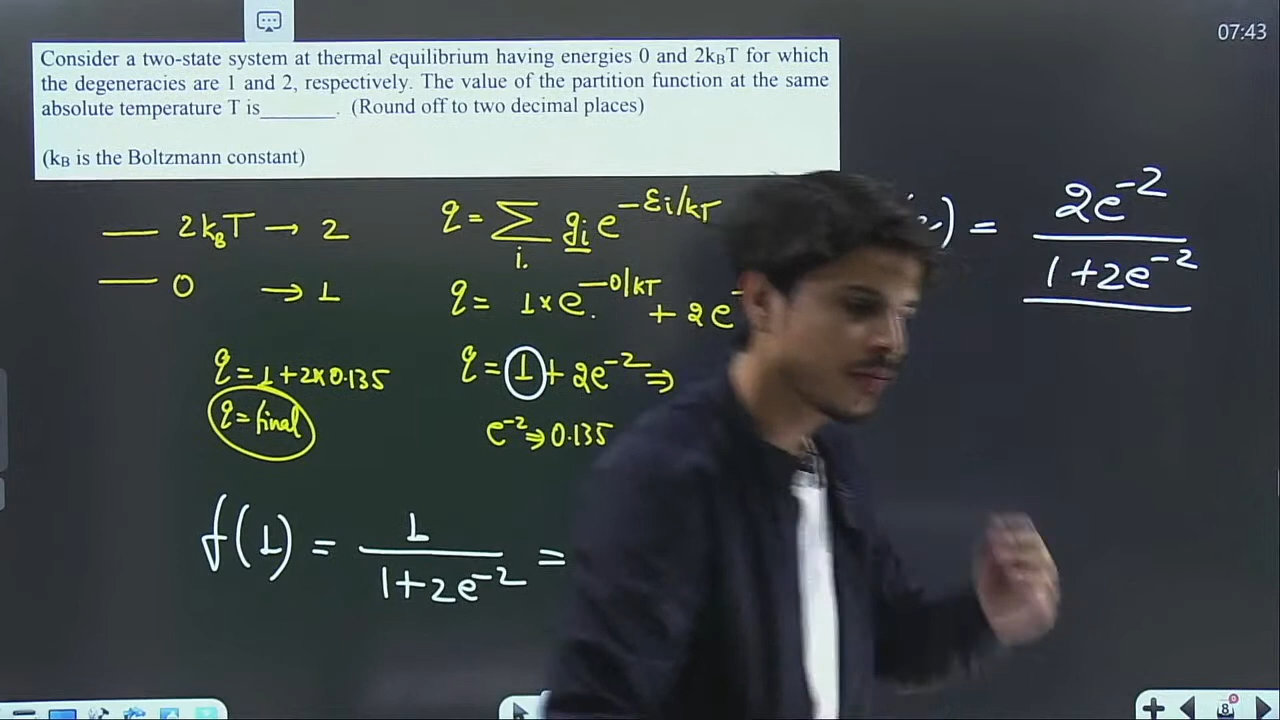 07:43
Consider a two-state system at thermal equilibrium having energies 0 and 2kBT for which
the degeneracies are 1 and 2, respectively. The value of the partition function at the same
absolute temperature T is_______. (Round off to two decimal places)
(kB is the Boltzmann constant)
— 2kBT → 2
— 0 → 1
q = Σi. gi e^-εi/kT
q = 1×e^-0/kT + 2e^-
q = 1 + 2e^-2 ⇒
e^-2 ⇒ 0.135
q = 1+2×0.135
q = final
f(1) = 1/(1+2e^-2) =
) = 2e^-2/(1+2e^-2)
8